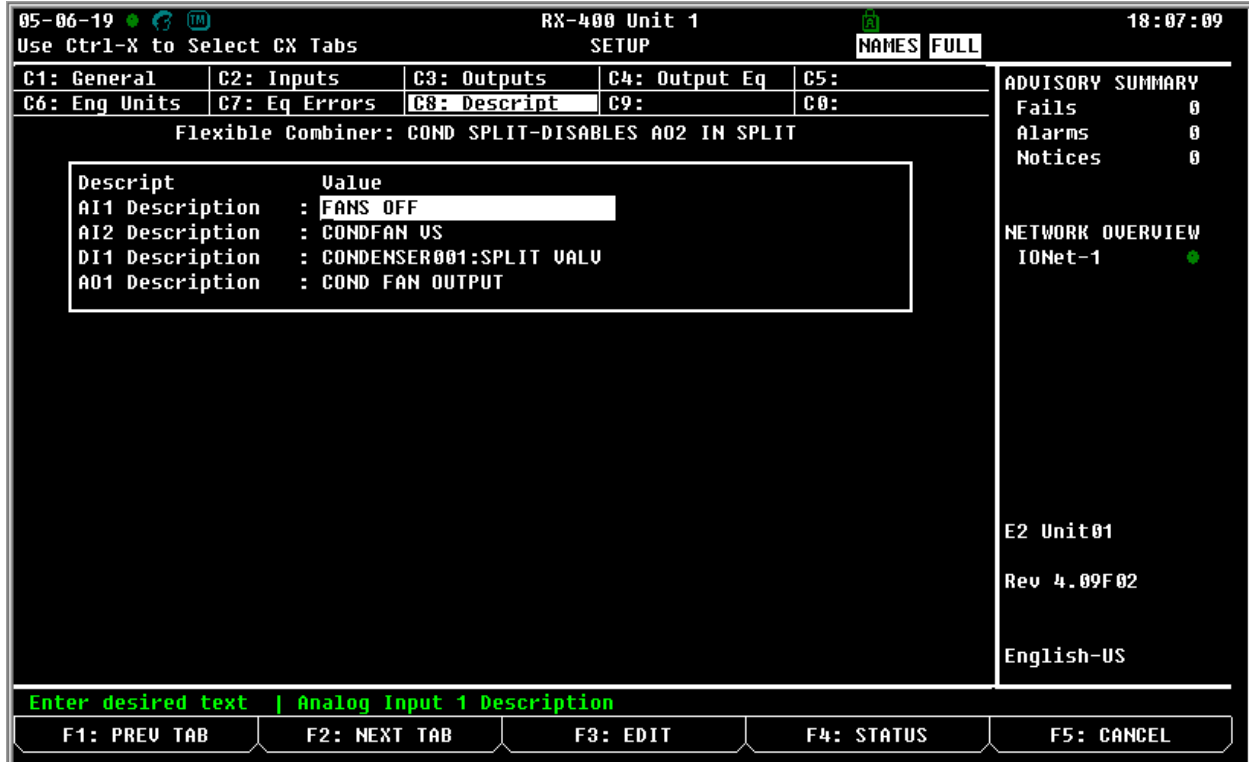 05-06-19 TM RX-400 Unit 1 A 18:07:09
Use Ctrl-X to Select CX Tabs SETUP NAMES FULL
C1: General C2: Inputs C3: Outputs C4: Output Eq C5:
C6: Eng Units C7: Eq Errors C8: Descript C9: C0:
Flexible Combiner: COND SPLIT-DISABLES AO2 IN SPLIT
Descript Value
AI1 Description : FANS OFF
AI2 Description : CONDFAN VS
DI1 Description : CONDENSER001:SPLIT VALV
AO1 Description : COND FAN OUTPUT
ADVISORY SUMMARY
Fails 0
Alarms 0
Notices 0
NETWORK OVERVIEW
IONet-1
E2 Unit01
Rev 4.09F02
English-US
Enter desired text | Analog Input 1 Description
F1: PREV TAB F2: NEXT TAB F3: EDIT F4: STATUS F5: CANCEL